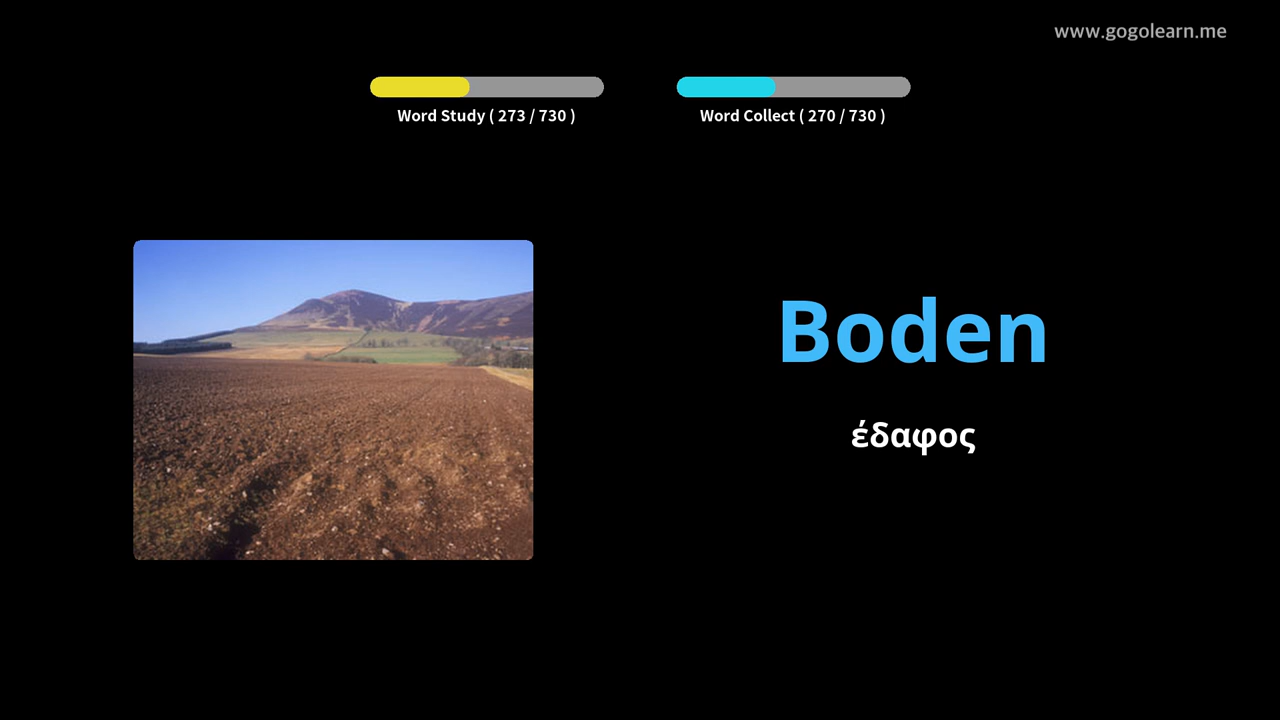 www.gogolearn.me
Word Study ( 273 / 730 )
Word Collect ( 270 / 730 )
Boden
έδαφος